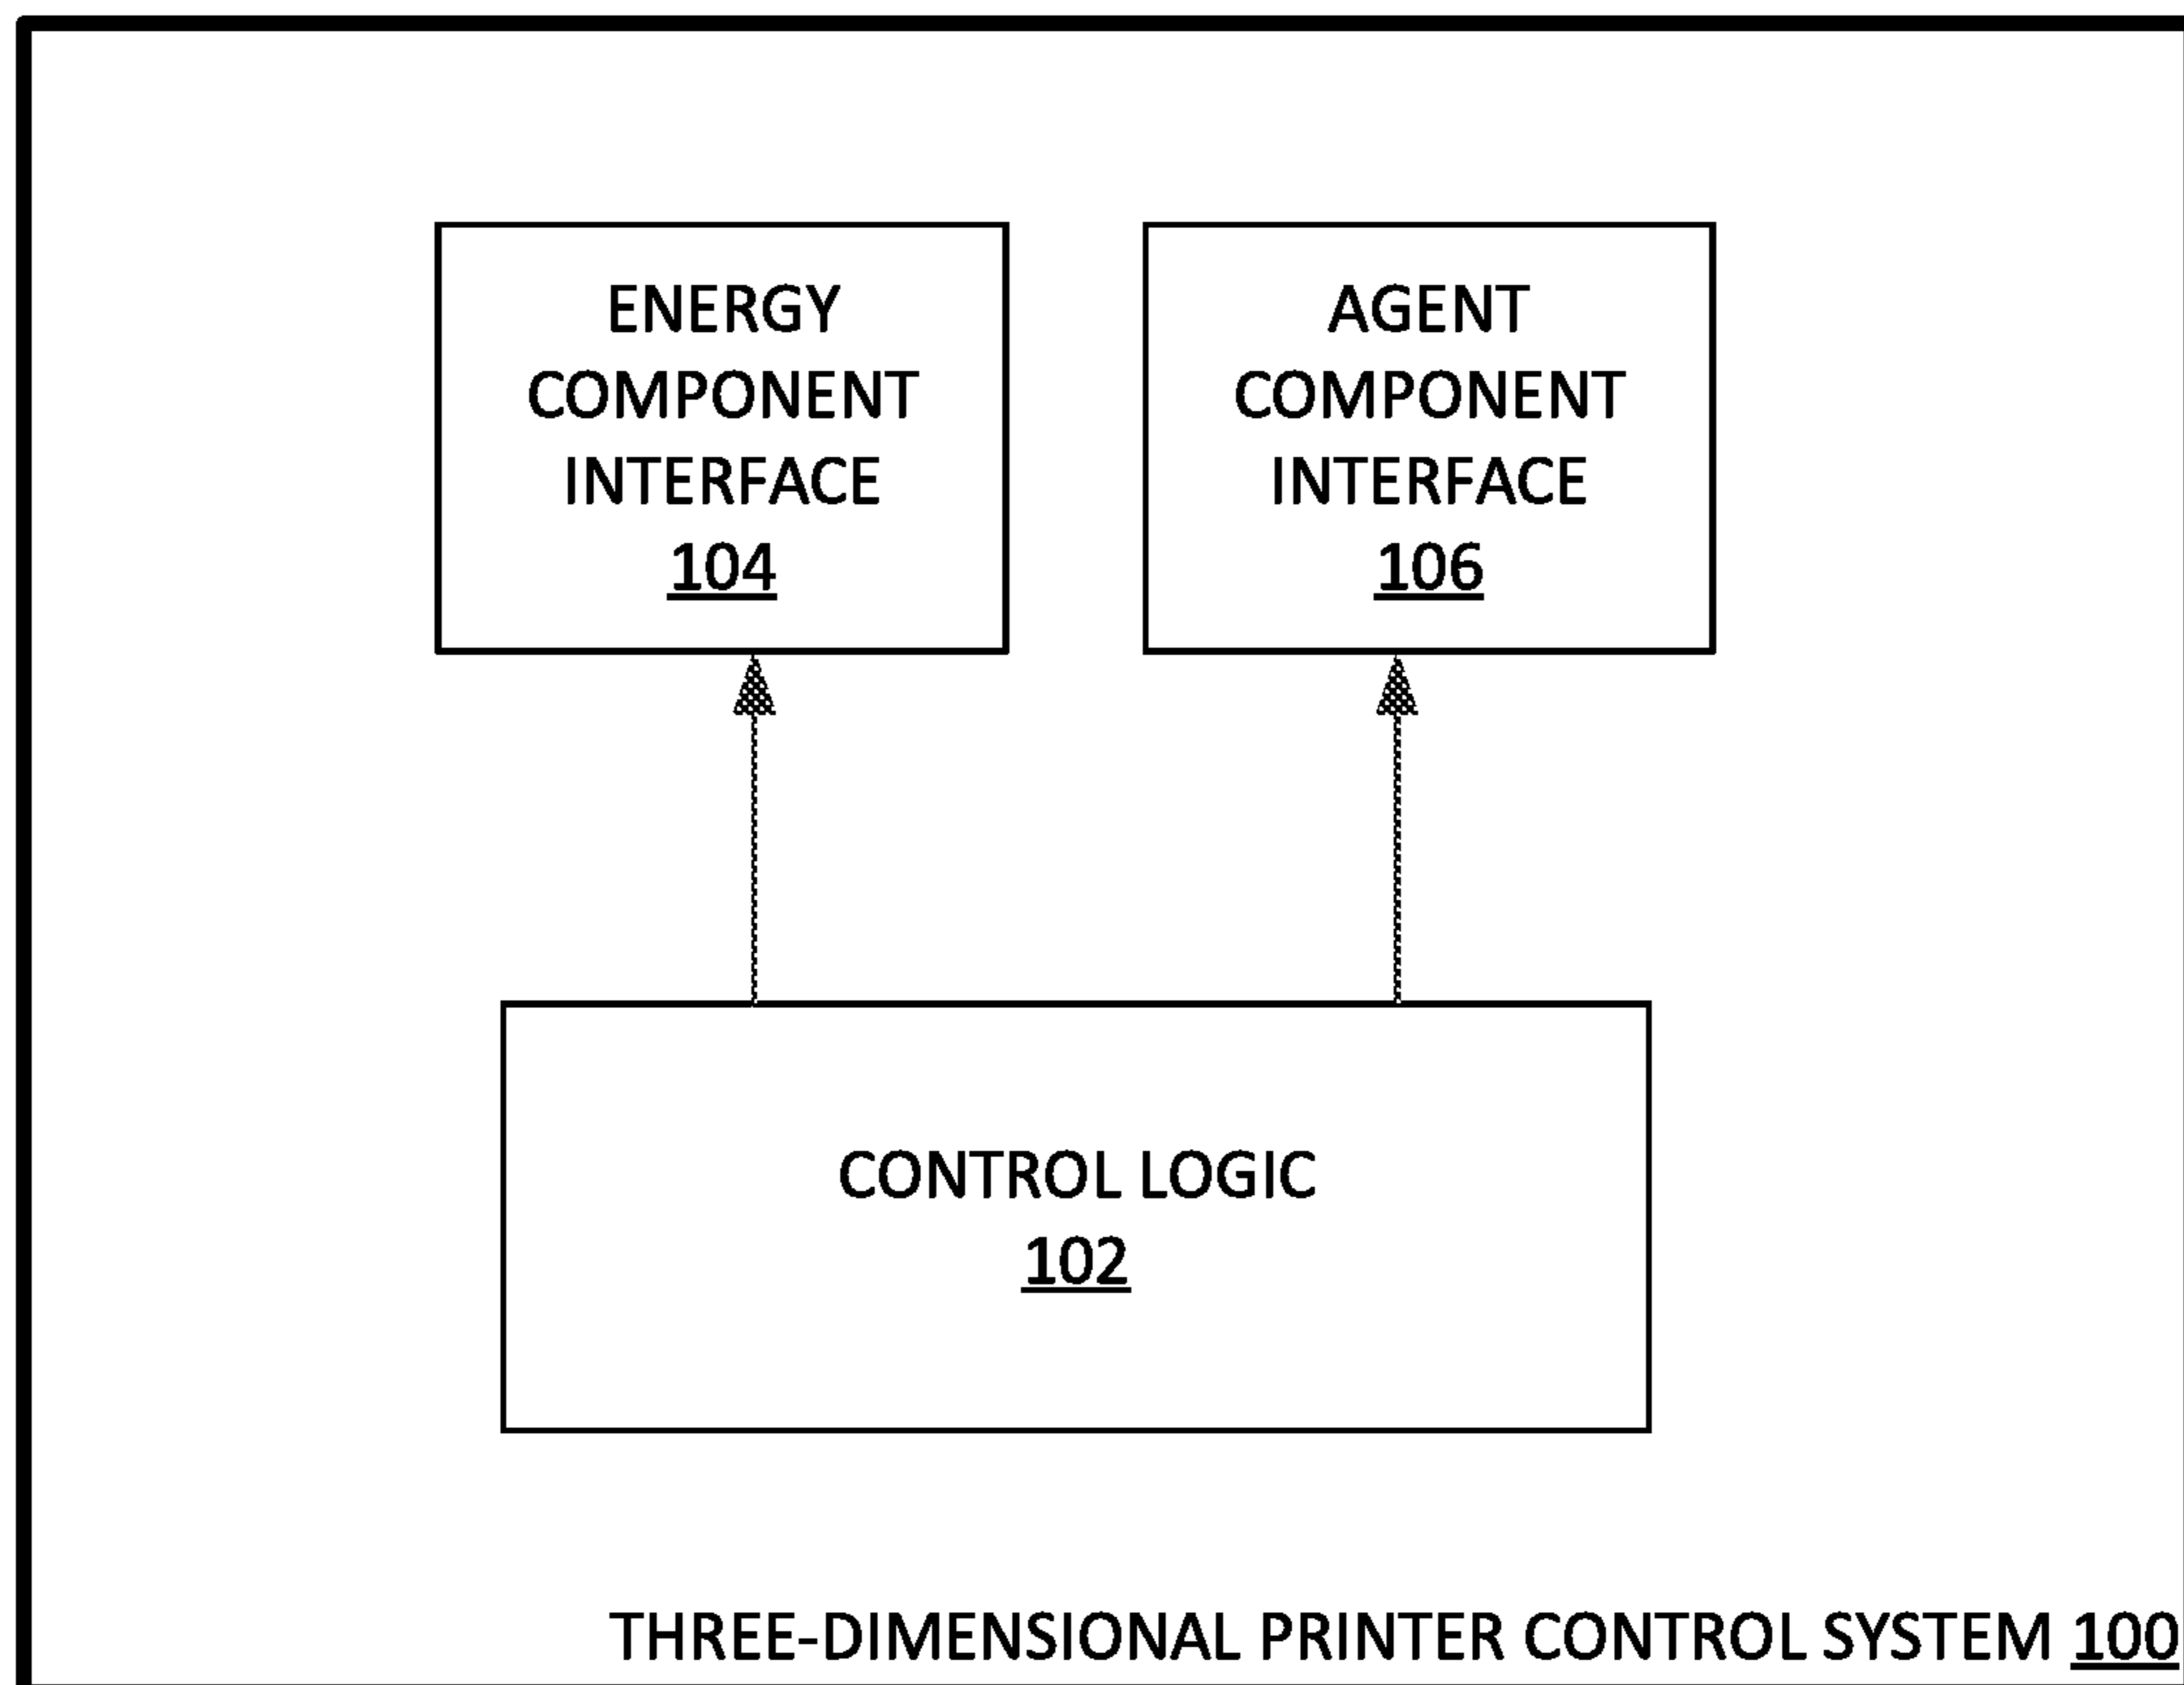 ENERGY
COMPONENT
INTERFACE
104
AGENT
COMPONENT
INTERFACE
106
CONTROL LOGIC
102
THREE-DIMENSIONAL PRINTER CONTROL SYSTEM 100